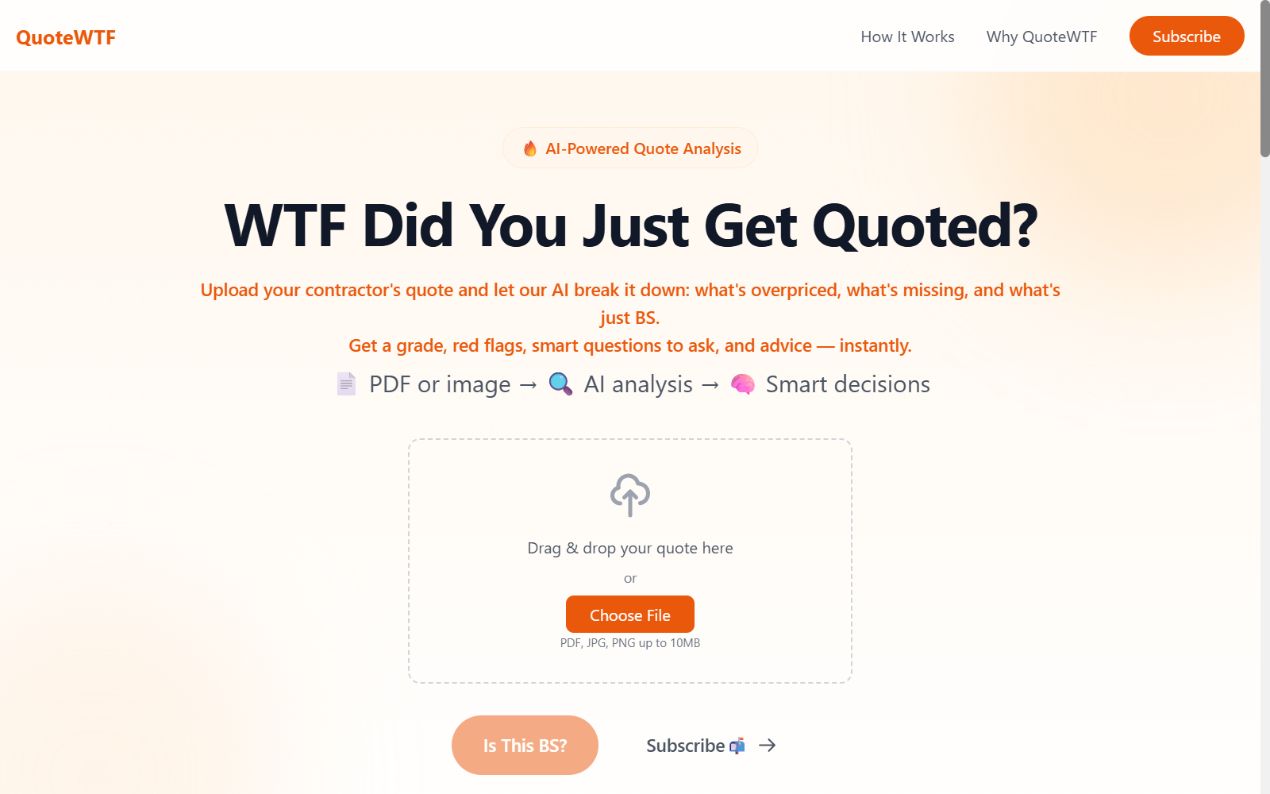 QuoteWTF
How It Works
Why QuoteWTF
Subscribe
🔥 AI-Powered Quote Analysis
WTF Did You Just Get Quoted?
Upload your contractor's quote and let our AI break it down: what's overpriced, what's missing, and what's
just BS.
Get a grade, red flags, smart questions to ask, and advice — instantly.
📄 PDF or image → 🔍 AI analysis → 🧠 Smart decisions
Drag & drop your quote here
or
Choose File
PDF, JPG, PNG up to 10MB
Is This BS?
Subscribe 📬 →